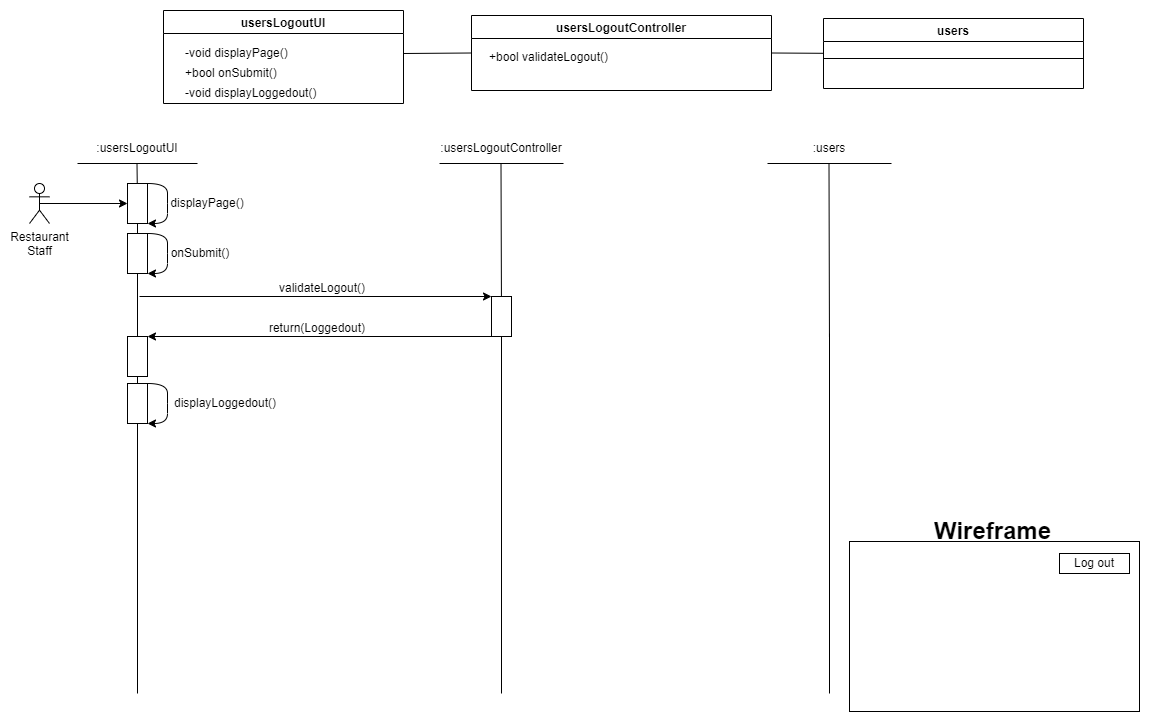 usersLogoutUI
-void displayPage()
+bool onSubmit()
-void displayLoggedout()
usersLogoutController
+bool validateLogout()
users
:usersLogoutUI
:usersLogoutController
:users
Restaurant
Staff
displayPage()
onSubmit()
validateLogout()
return(Loggedout)
displayLoggedout()
Wireframe
Log out